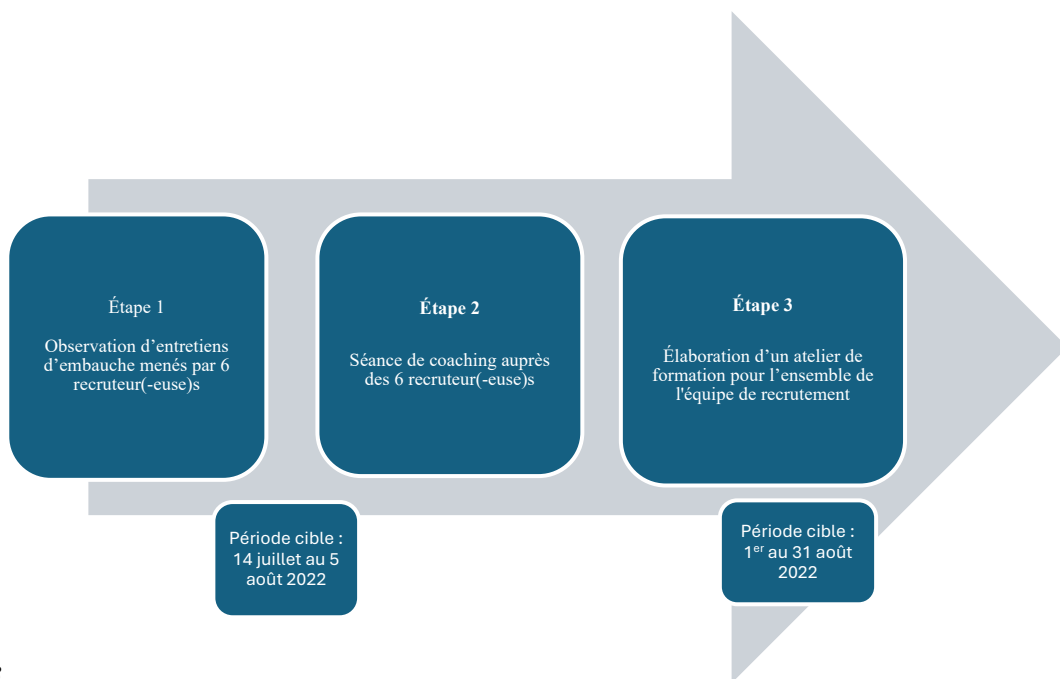 Étape 1
Observation d’entretiens
d’embauche menés par 6
recruteur(-euse)s
Étape 2
Séance de coaching auprès
des 6 recruteur(-euse)s
Étape 3
Élaboration d’un atelier de
formation pour l’ensemble de
l'équipe de recrutement
Période cible :
14 juillet au 5
août 2022
Période cible :
1er au 31 août
2022